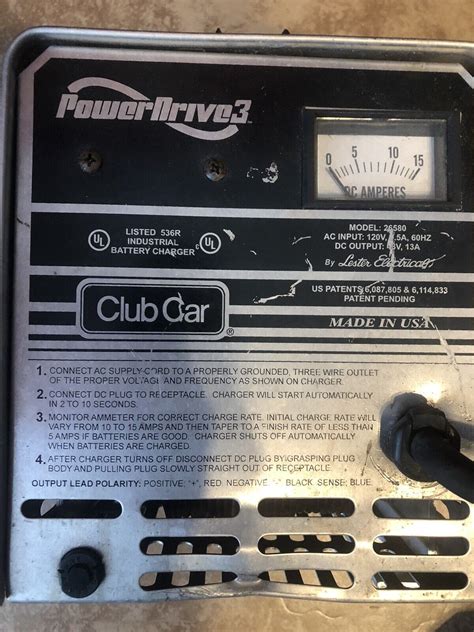 PowerDrive3
0 5 10 15
DC AMPERES
UL
LISTED 536R
INDUSTRIAL
BATTERY CHARGER
UL
MODEL: 26580
AC INPUT: 120V, .5A, 60HZ
DC OUTPUT: 48V, 13A
By Lester Electrical
US PATENTS 6,087,805 & 6,114,833
PATENT PENDING
Club Car ®
MADE IN USA
1. CONNECT AC SUPPLY-CORD TO A PROPERLY GROUNDED, THREE WIRE OUTLET
OF THE PROPER VOLTAGE AND FREQUENCY AS SHOWN ON CHARGER.
2. CONNECT DC PLUG TO RECEPTACLE. CHARGER WILL START AUTOMATICALLY
IN 2 TO 10 SECONDS.
3. MONITOR AMMETER FOR CORRECT CHARGE RATE. INITIAL CHARGE RATE WILL
VARY FROM 10 TO 15 AMPS AND THEN TAPER TO A FINISH RATE OF LESS THAN
5 AMPS IF BATTERIES ARE GOOD. CHARGER SHUTS OFF AUTOMATICALLY
WHEN BATTERIES ARE CHARGED.
4. AFTER CHARGER TURNS OFF DISCONNECT DC PLUG BY GRASPING PLUG
BODY AND PULLING PLUG SLOWLY STRAIGHT OUT OF RECEPTACLE.
OUTPUT LEAD POLARITY: POSITIVE; "+", RED. NEGATIVE; "-", BLACK. SENSE; BLUE.